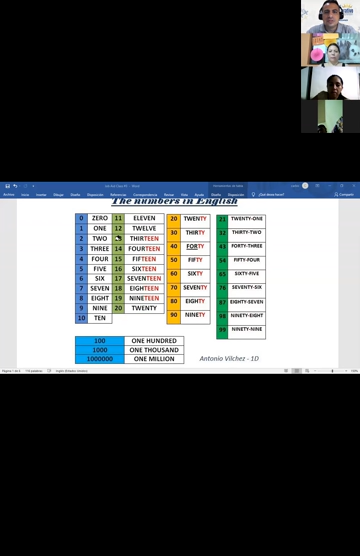 The numbers in English
0 ZERO
1 ONE
2 TWO
3 THREE
4 FOUR
5 FIVE
6 SIX
7 SEVEN
8 EIGHT
9 NINE
10 TEN
11 ELEVEN
12 TWELVE
THIRTEEN
14 FOURTEEN
15 FIFTEEN
16 SIXTEEN
17 SEVENTEEN
18 EIGHTEEN
19 NINETEEN
20 TWENTY
20 TWENTY
30 THIRTY
40 FORTY
50 FIFTY
60 SIXTY
70 SEVENTY
80 EIGHTY
90 NINETY
21 TWENTY-ONE
32 THIRTY-TWO
43 FORTY-THREE
54 FIFTY-FOUR
65 SIXTY-FIVE
76 SEVENTY-SIX
87 EIGHTY-SEVEN
98 NINETY-EIGHT
99 NINETY-NINE
100 ONE HUNDRED
1000 ONE THOUSAND
1000000 ONE MILLION
Antonio Vilchez - 1D